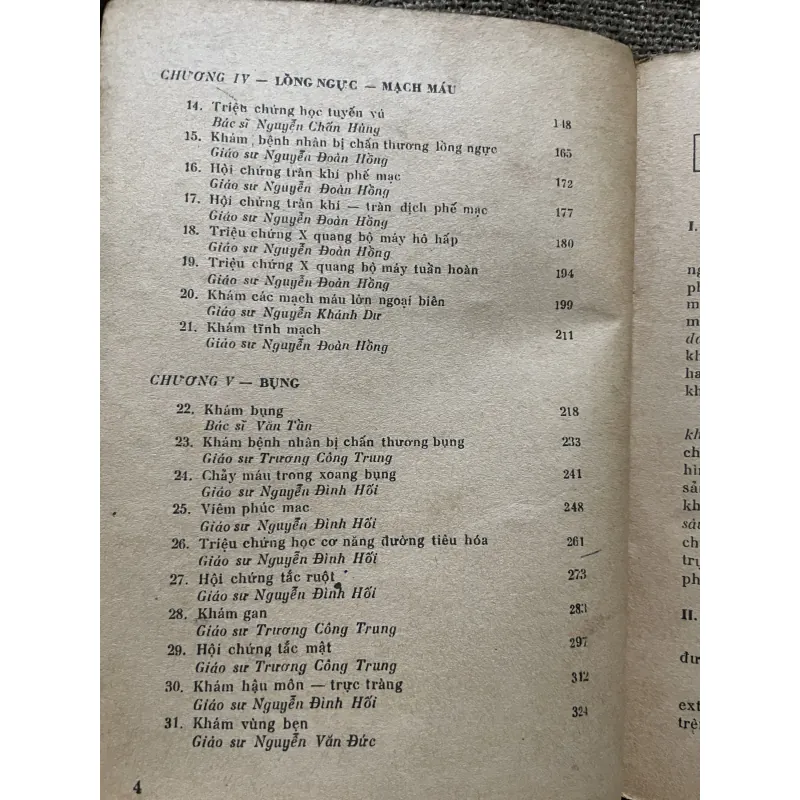 CHƯƠNG IV — LỒNG NGỰC — MẠCH MÁU
14. Triệu chứng học tuyến vú 148
Bác sĩ Nguyễn Chấn Hùng
15. Khám bệnh nhân bị chấn thương lồng ngực 165
Giáo sư Nguyễn Đoàn Hồng
16. Hội chứng tràn khí phế mạc 172
Giáo sư Nguyễn Đoàn Hồng
17. Hội chứng tràn khí — tràn dịch phế mạc 177
Giáo sư Nguyễn Đoàn Hồng
18. Triệu chứng X quang bộ máy hô hấp 180
Giáo sư Nguyễn Đoàn Hồng
19. Triệu chứng X quang bộ máy tuần hoàn 194
Giáo sư Nguyễn Đoàn Hồng
20. Khám các mạch máu lớn ngoại biên 199
Giáo sư Nguyễn Khánh Dư
21. Khám tĩnh mạch 211
Giáo sư Nguyễn Đoàn Hồng
CHƯƠNG V — BỤNG
22. Khám bụng 218
Bác sĩ Văn Tần
23. Khám bệnh nhân bị chấn thương bụng 233
Giáo sư Trương Công Trung
24. Chảy máu trong xoang bụng 241
Giáo sư Nguyễn Đình Hối
25. Viêm phúc mạc 248
Giáo sư Nguyễn Đình Hối
26. Triệu chứng học cơ năng đường tiêu hóa 261
Giáo sư Nguyễn Đình Hối
27. Hội chứng tắc ruột 273
Giáo sư Nguyễn Đình Hối
28. Khám gan 283
Giáo sư Trương Công Trung
29. Hội chứng tắc mật 297
Giáo sư Trương Công Trung
30. Khám hậu môn — trực tràng 312
Giáo sư Nguyễn Đình Hối
31. Khám vùng bẹn 324
Giáo sư Nguyễn Văn Đức
4
I.
II.